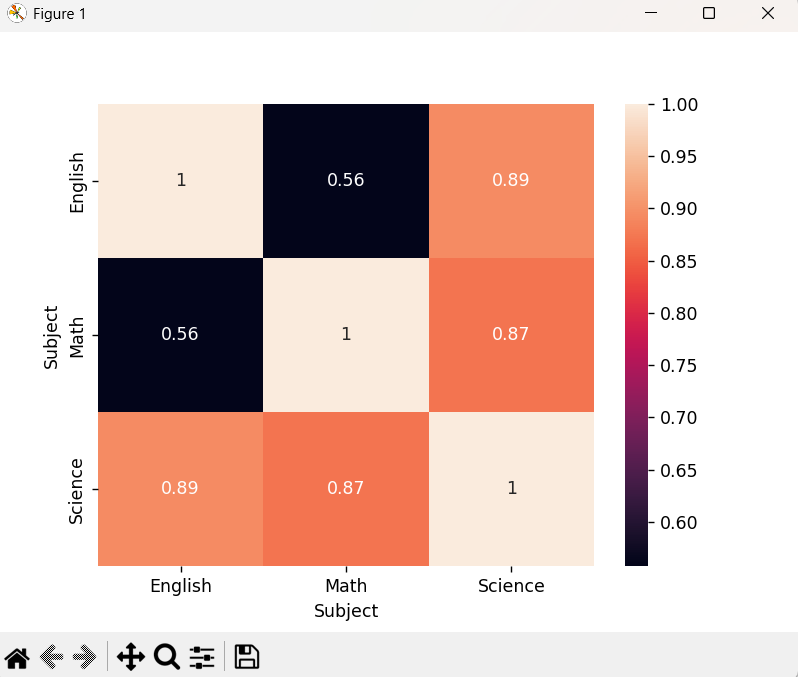 Figure 1
1.00
English 1 0.56 0.89
0.95
0.90
0.85
Subject
Math 0.56 1 0.87
0.80
0.75
0.70
Science 0.89 0.87 1
0.65
0.60
English Math Science
Subject